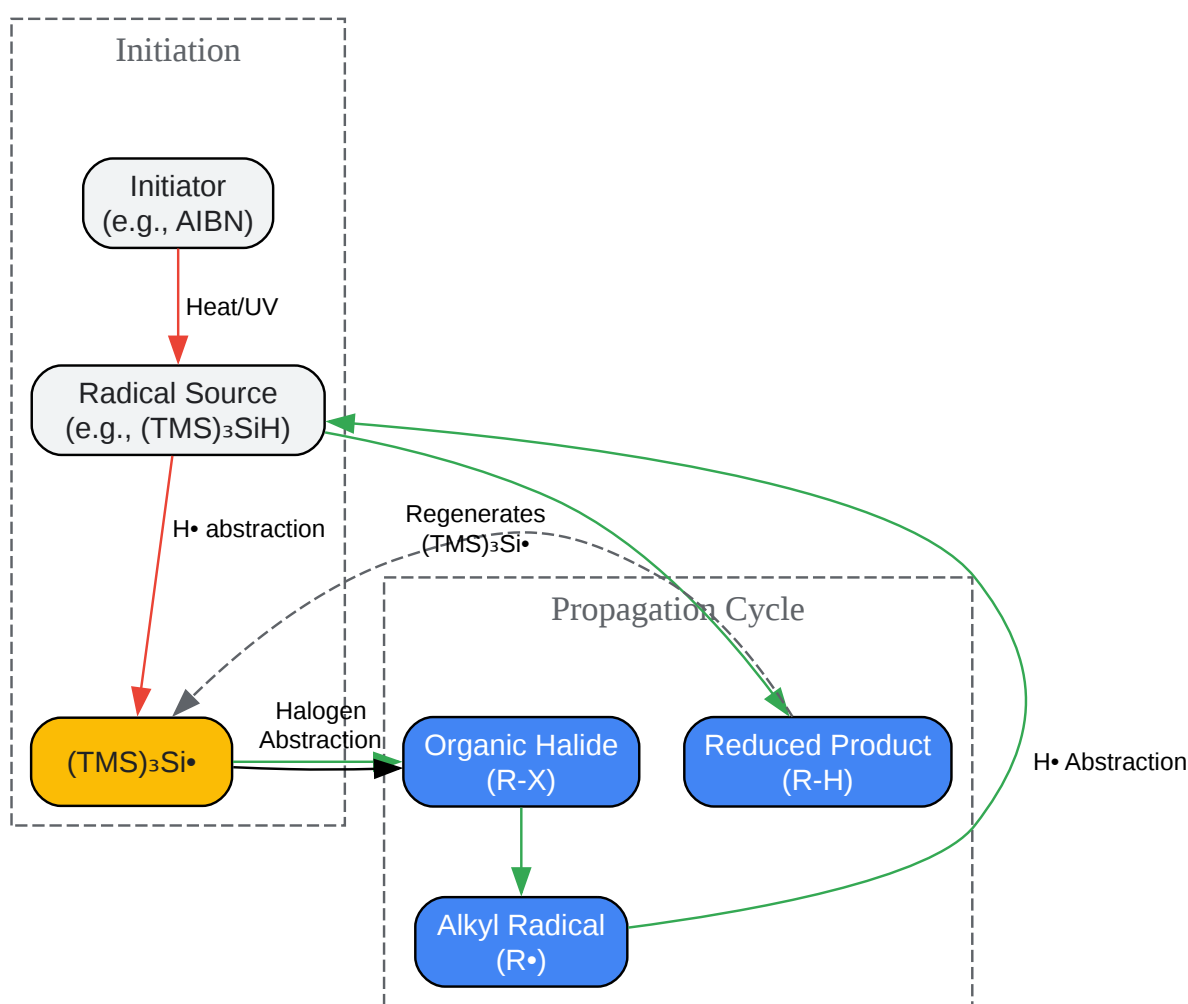 Initiation
Initiator
(e.g., AIBN)
Heat/UV
Radical Source
(e.g., (TMS)₃SiH)
H• abstraction
Regenerates
(TMS)₃Si•
Propagation Cycle
(TMS)₃Si•
Halogen
Abstraction
Organic Halide
(R-X)
Reduced Product
(R-H)
H• Abstraction
Alkyl Radical
(R•)